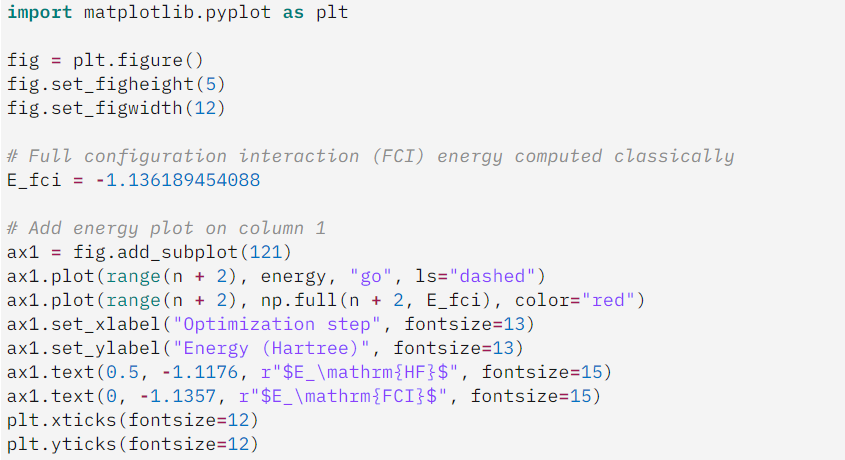 import matplotlib.pyplot as plt
fig = plt.figure()
fig.set_figheight(5)
fig.set_figwidth(12)
# Full configuration interaction (FCI) energy computed classically
E_fci = -1.136189454088
# Add energy plot on column 1
ax1 = fig.add_subplot(121)
ax1.plot(range(n + 2), energy, "go", ls="dashed")
ax1.plot(range(n + 2), np.full(n + 2, E_fci), color="red")
ax1.set_xlabel("Optimization step", fontsize=13)
ax1.set_ylabel("Energy (Hartree)", fontsize=13)
ax1.text(0.5, -1.1176, r"$E_\mathrm{HF}$", fontsize=15)
ax1.text(0, -1.1357, r"$E_\mathrm{FCI}$", fontsize=15)
plt.xticks(fontsize=12)
plt.yticks(fontsize=12)